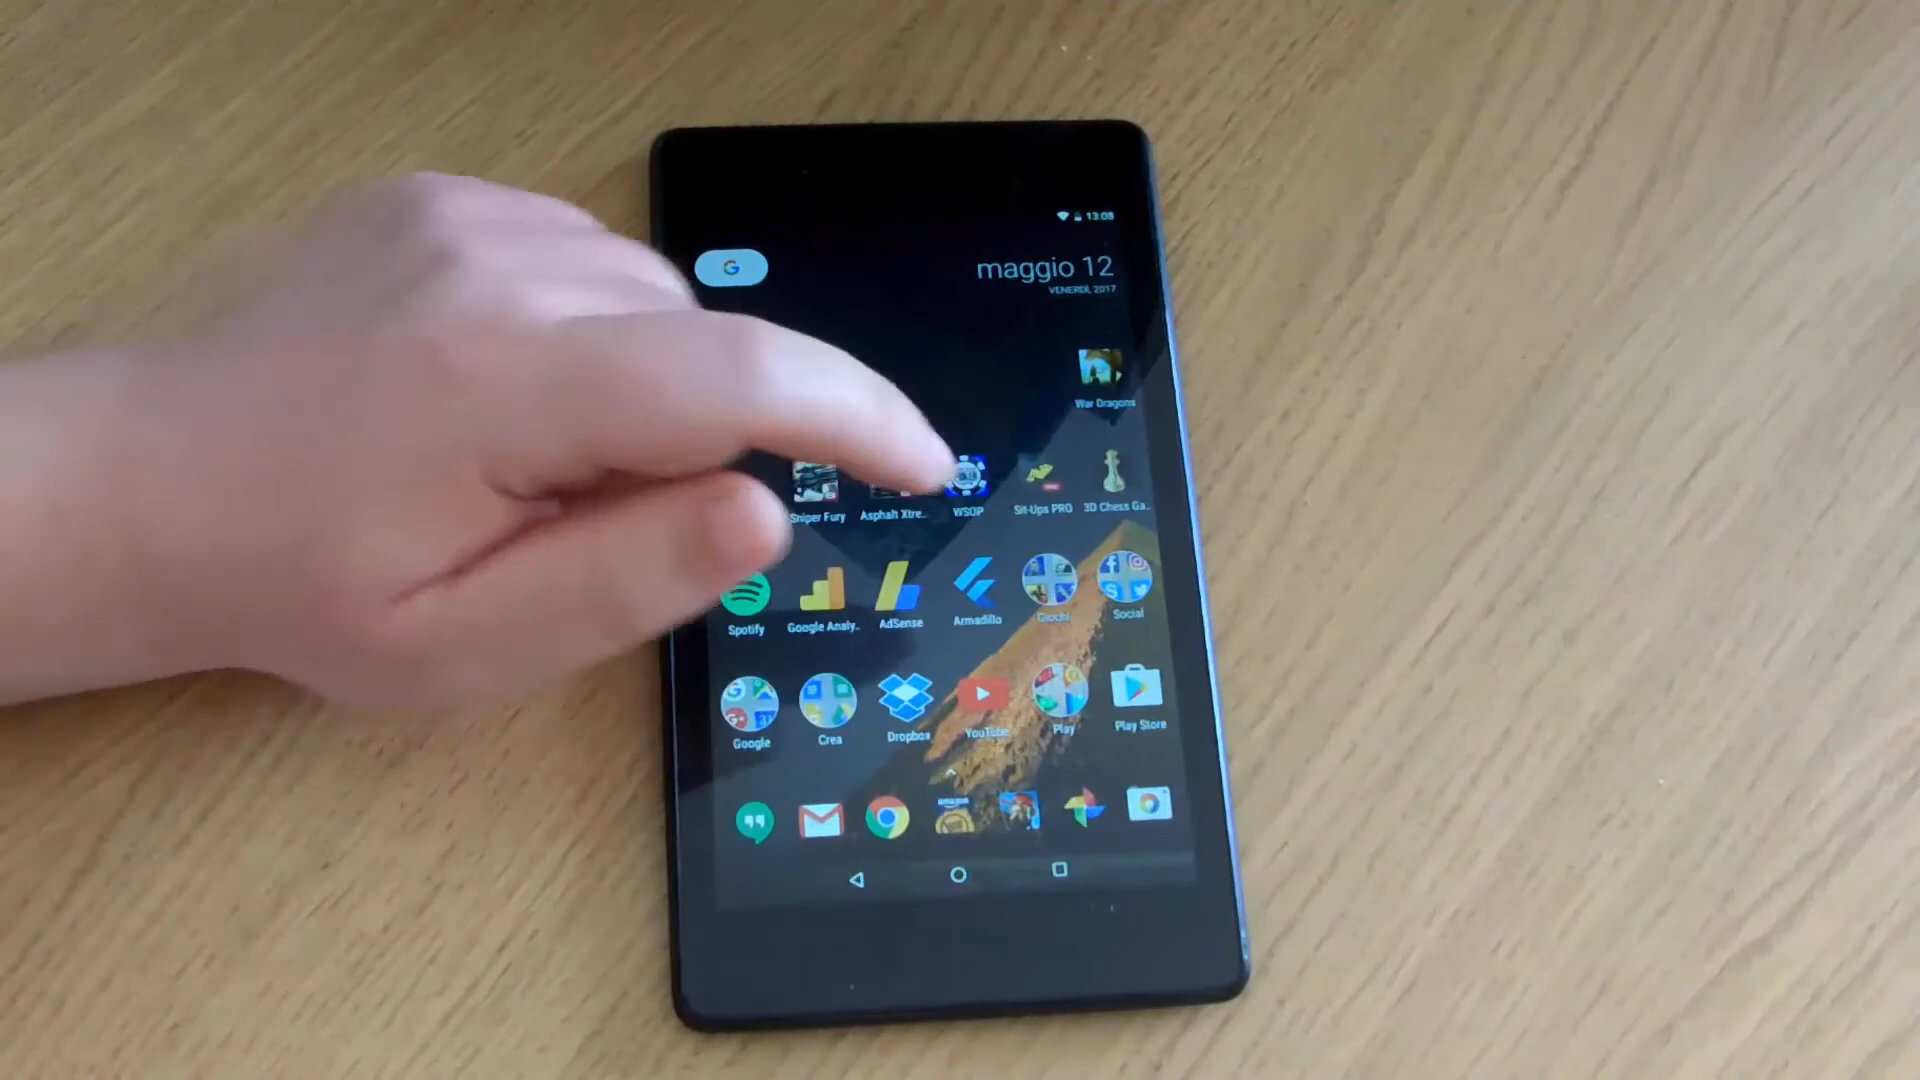 13:08
G
maggio 12
VENERDÌ, 2017
War Dragons
Sniper Fury
Asphalt Xtre..
WSOP
Sit-Ups PRO
3D Chess Ga..
Spotify
Google Analy..
AdSense
Armadillo
Giochi
Social
Google
Crea
Dropbox
YouTube
Play
Play Store